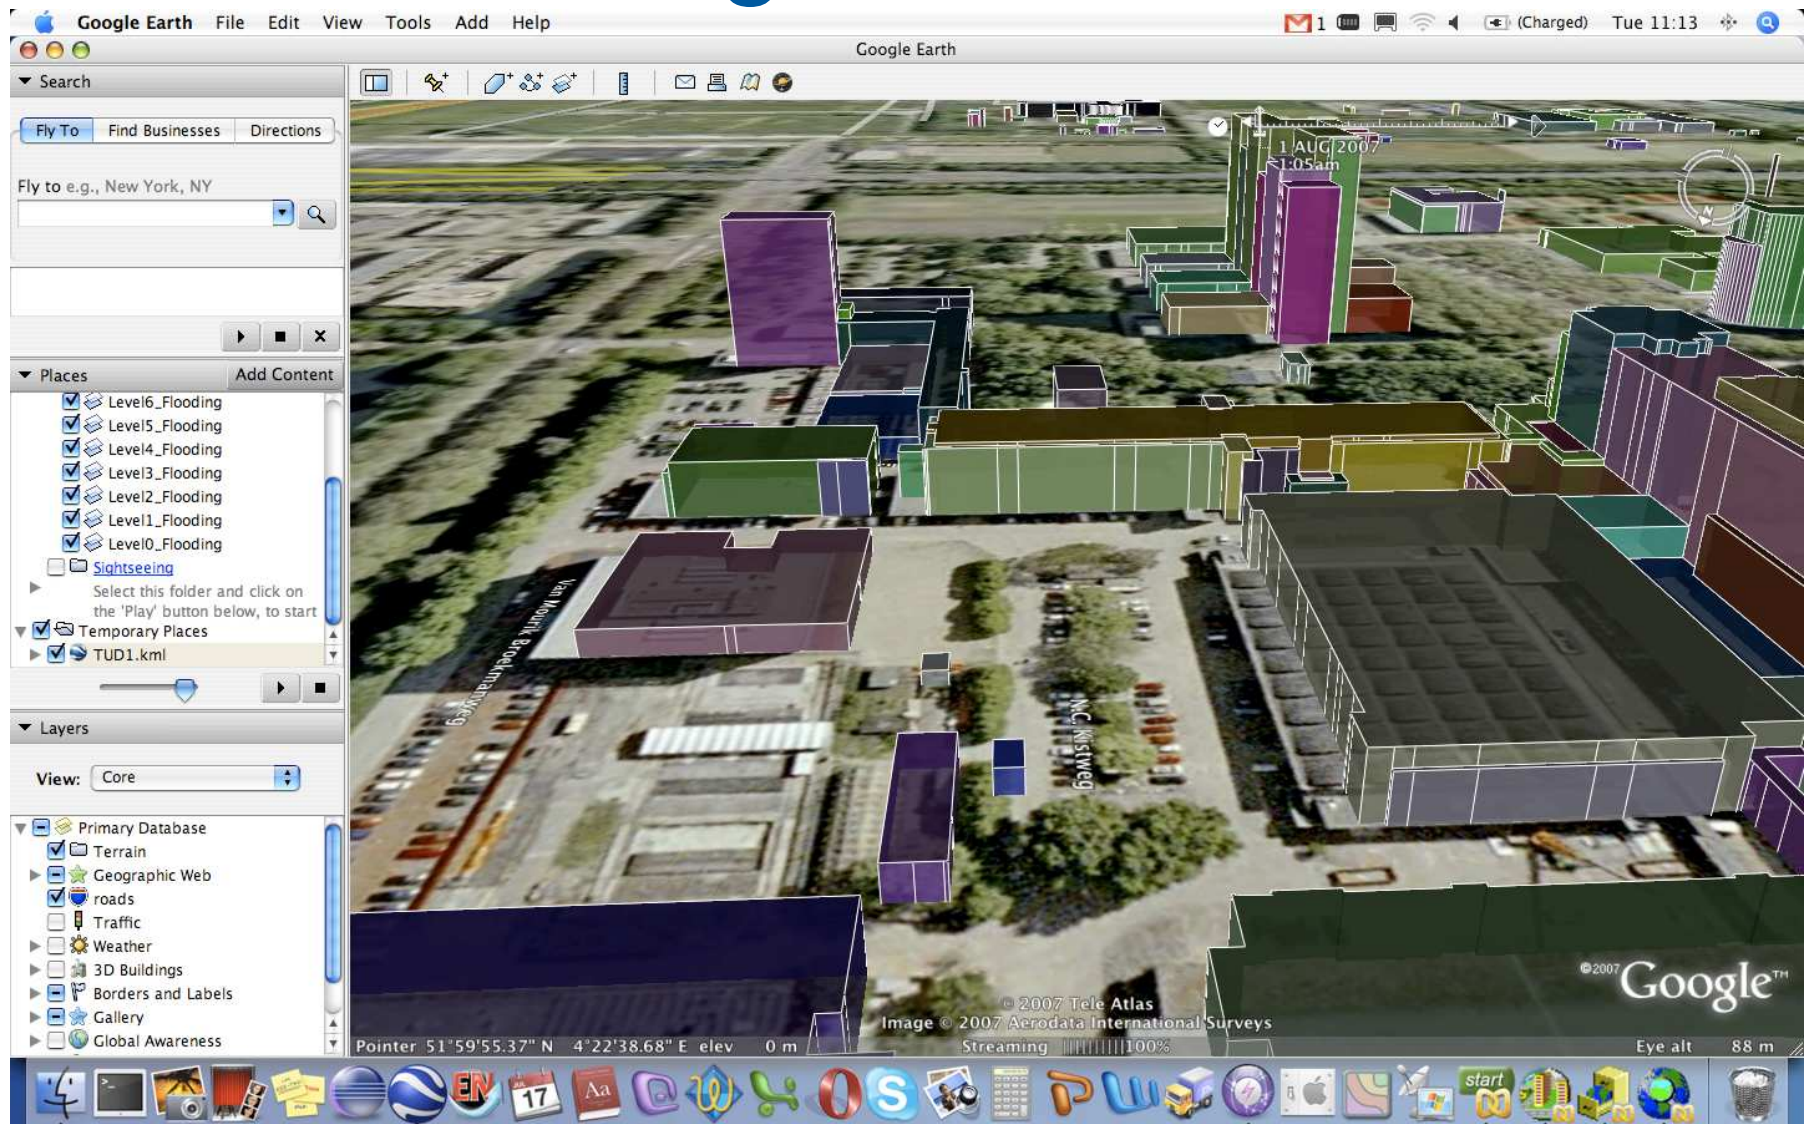 Google Earth File Edit View Tools Add Help 1 (Charged) Tue 11:13
Google Earth
Search
Fly To Find Businesses Directions
Fly to e.g., New York, NY
1 AUG 2007
1:05am
N
Places Add Content
Level6_Flooding
Level5_Flooding
Level4_Flooding
Level3_Flooding
Level2_Flooding
Level1_Flooding
Level0_Flooding
Sightseeing
Select this folder and click on
the 'Play' button below, to start
Temporary Places
TUD1.kml
Layers
View: Core
Primary Database
Terrain
Geographic Web
roads
Traffic
Weather
3D Buildings
Borders and Labels
Gallery
Global Awareness
Van Mourik Broekmanweg
N.C. Kistweg
©2007 Google™
© 2007 Tele Atlas
Image © 2007 Aerodata International Surveys
Pointer 51°59'55.37" N 4°22'38.68" E elev 0 m Streaming 100% Eye alt 88 m
EN
JUL
17
Aa
start